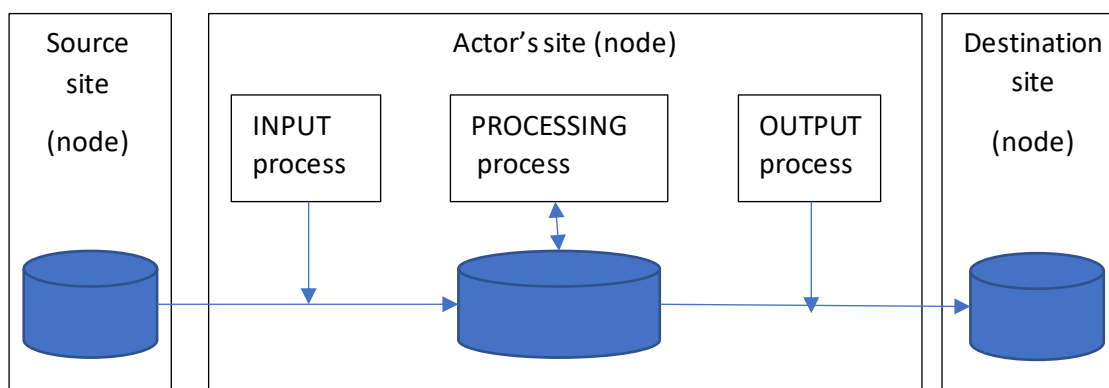 Source
site
(node)
Actor's site (node)
INPUT
process
PROCESSING
process
OUTPUT
process
Destination
site
(node)